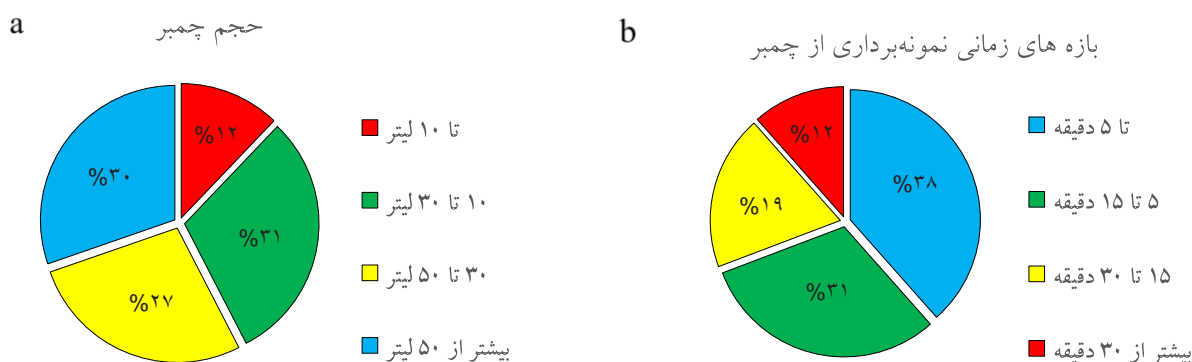 a
حجم چمبر
%۱۲
%۳۱
%۲۷
%۳۰
تا ۱۰ لیتر
۱۰ تا ۳۰ لیتر
۳۰ تا ۵۰ لیتر
بیشتر از ۵۰ لیتر
b
بازه های زمانی نمونه‌برداری از چمبر
%۳۸
%۳۱
%۱۹
%۱۲
تا ۵ دقیقه
۵ تا ۱۵ دقیقه
۱۵ تا ۳۰ دقیقه
بیشتر از ۳۰ دقیقه